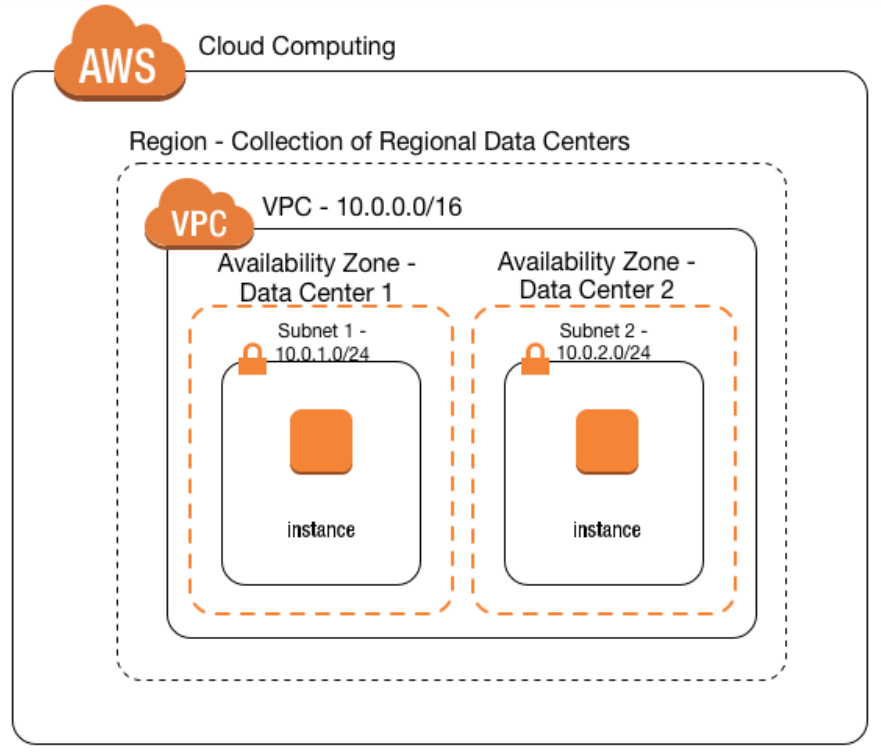 AWS
Cloud Computing
Region - Collection of Regional Data Centers
VPC
VPC - 10.0.0.0/16
Availability Zone -
Data Center 1
Availability Zone -
Data Center 2
Subnet 1 -
10.0.1.0/24
Subnet 2 -
10.0.2.0/24
instance
instance